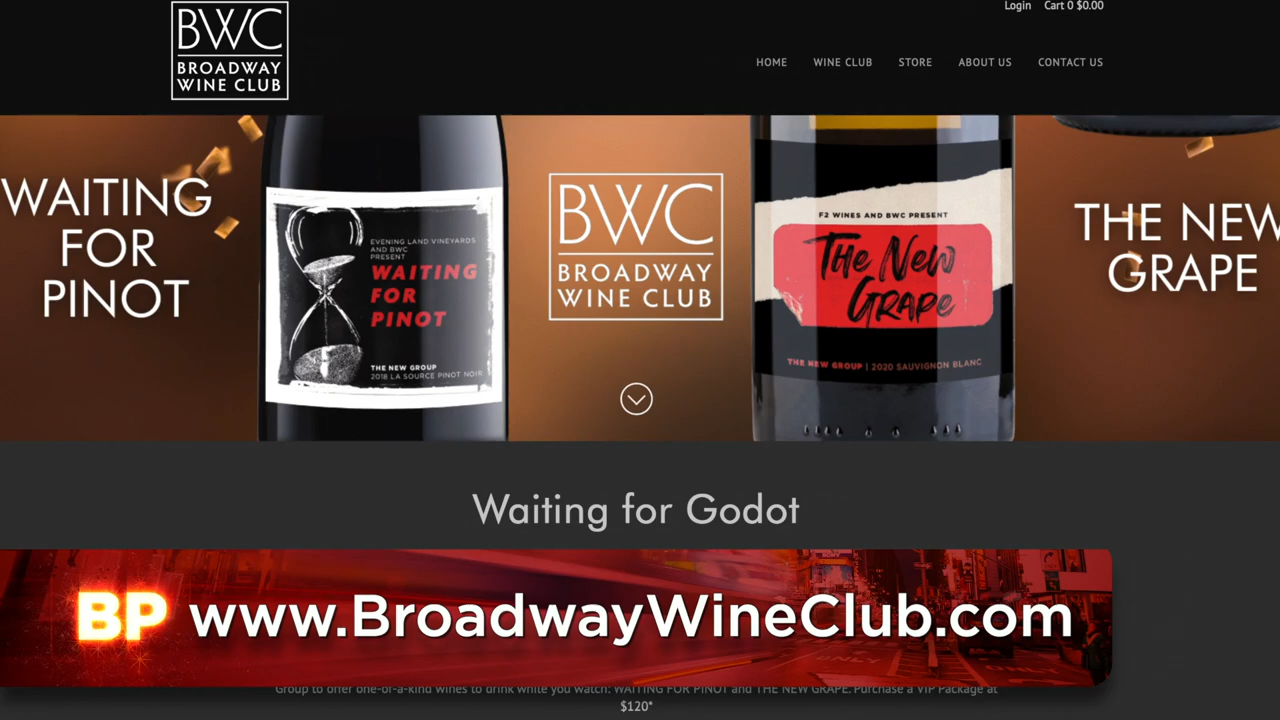 BWC
BROADWAY
WINE CLUB
Login Cart 0 $0.00
HOME WINE CLUB STORE ABOUT US CONTACT US
WAITING
FOR
PINOT
EVENING LAND VINEYARDS
AND BWC
PRESENT
WAITING
FOR
PINOT
THE NEW GROUP
2018 LA SOURCE PINOT NOIR
BWC
BROADWAY
WINE CLUB
F2 WINES AND BWC PRESENT
THE NEW
GRAPE
THE NEW GROUP | 2020 SAUVIGNON BLANC
THE NEW
GRAPE
Waiting for Godot
BP www.BroadwayWineClub.com
ONLY
Group to offer one-of-a-kind wines to drink while you watch: WAITING FOR PINOT and THE NEW GRAPE. Purchase a VIP Package at
$120*